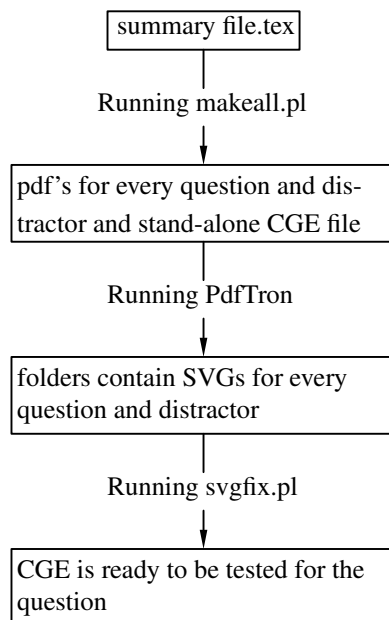 summary file.tex
Running makeall.pl
pdf's for every question and dis-
tractor and stand-alone CGE file
Running PdfTron
folders contain SVGs for every
question and distractor
Running svgfix.pl
CGE is ready to be tested for the
question